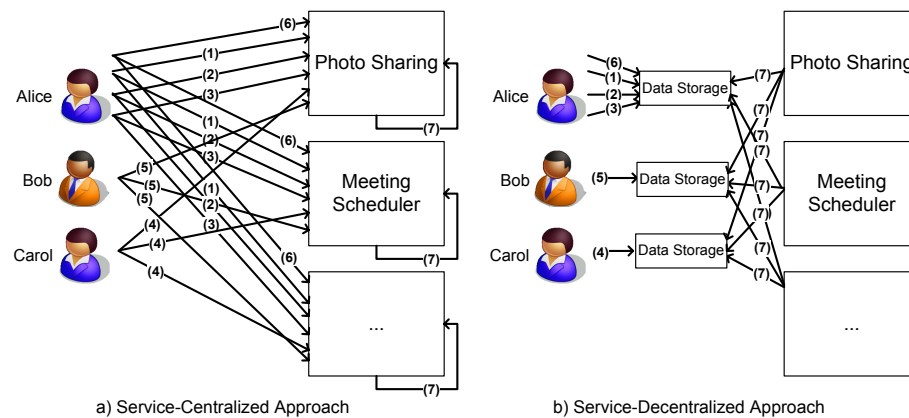 (6)
(1)
(2)
(3)
Alice
Photo Sharing
(7)
(1)
(2)
(3)
(6)
Bob
(5)
(5)
(5)
Meeting
Scheduler
(1)
(2)
(3)
(7)
Carol
(4)
(4)
(4)
(6)
...
(7)
a) Service-Centralized Approach
(6)
(1)
(2)
(3)
Alice
Data Storage
Photo Sharing
(7)
(7)
(7)
(7)
Bob
(5)
Data Storage
(7)
Meeting
Scheduler
(7)
Carol
(4)
Data Storage
(7)
(7)
...
b) Service-Decentralized Approach